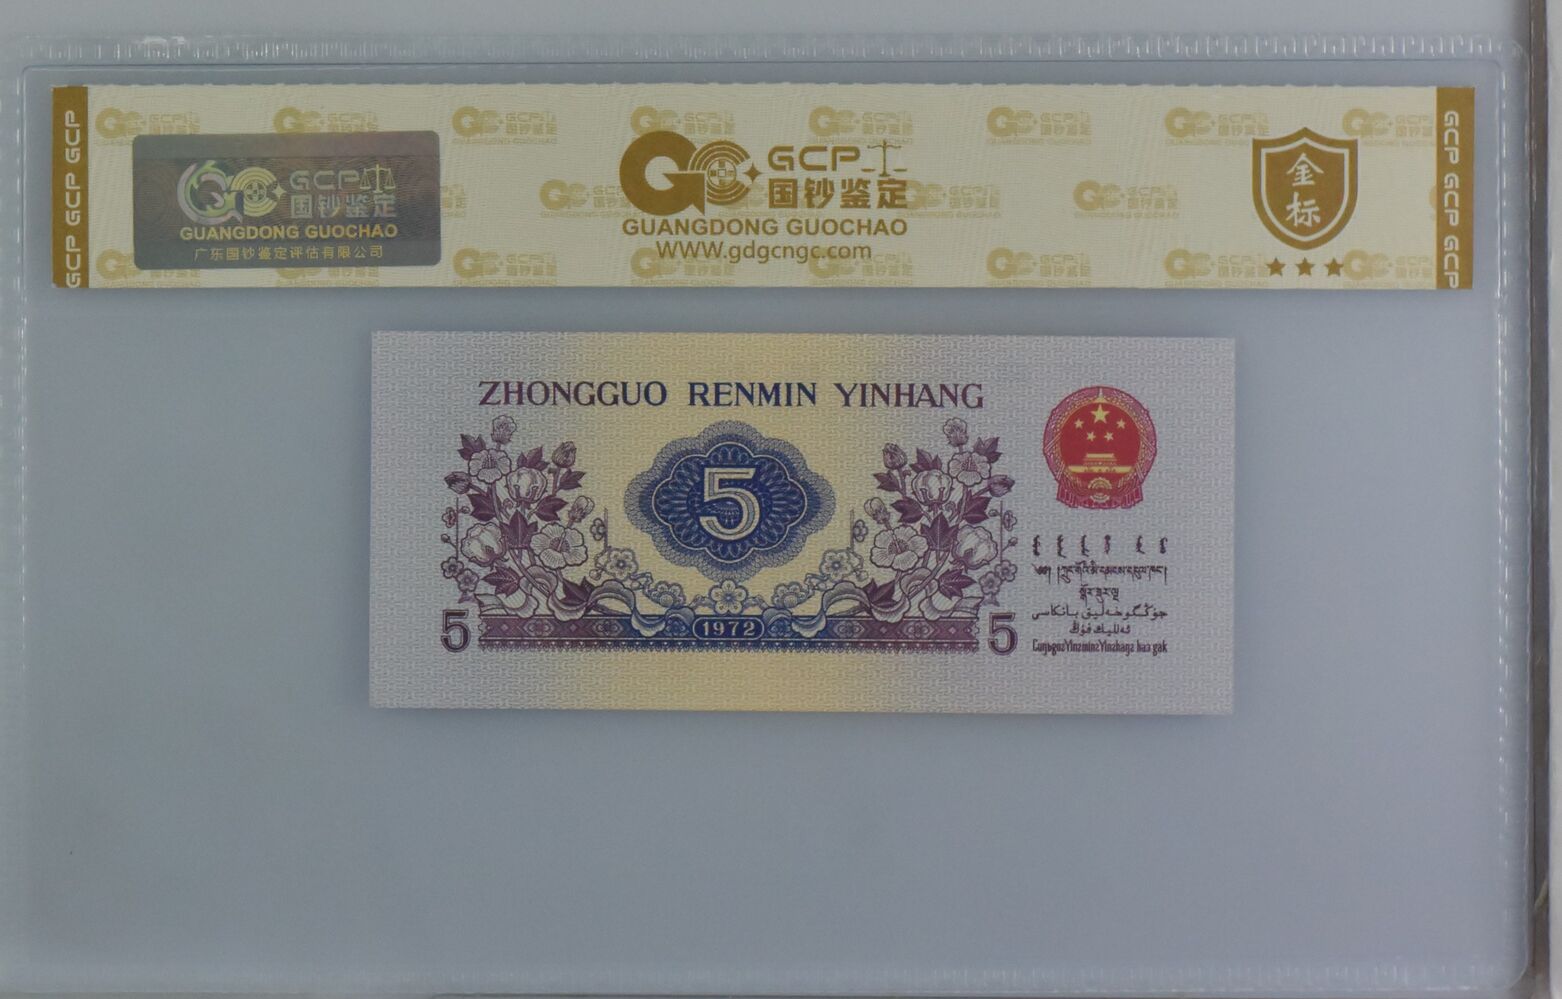 GCP GCP GCP
GCP
国钞鉴定
GUANGDONG GUOCHAO
广东国钞鉴定评估有限公司
GCP
国钞鉴定
GUANGDONG GUOCHAO
WWW.gdgcngc.com
金
标
GCP GCP GCP
ZHONGGUO RENMIN YINHANG
5
5
1972
5